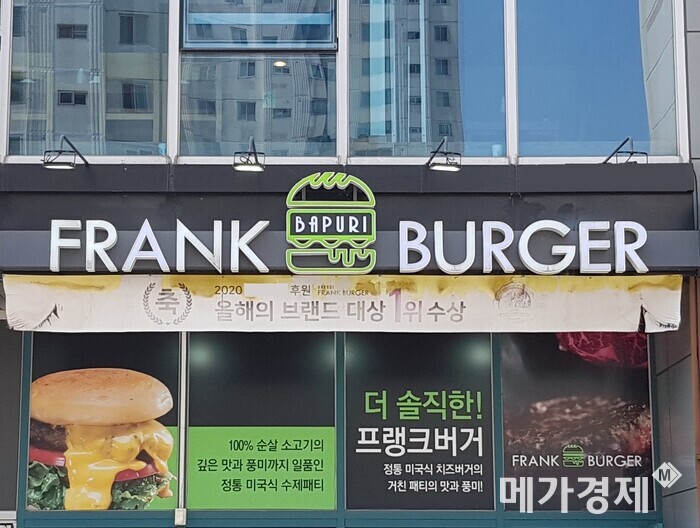 FRANK BAPURI BURGER
축 2020 후원 FRANK BURGER
올해의 브랜드 대상 1위 수상
100% 순살 소고기의
깊은 맛과 풍미까지 일품인
정통 미국식 수제패티
더 솔직한!
프랭크버거
정통 미국식 치즈버거의
거친 패티의 맛과 풍미!
FRANK BURGER
메가경제 M